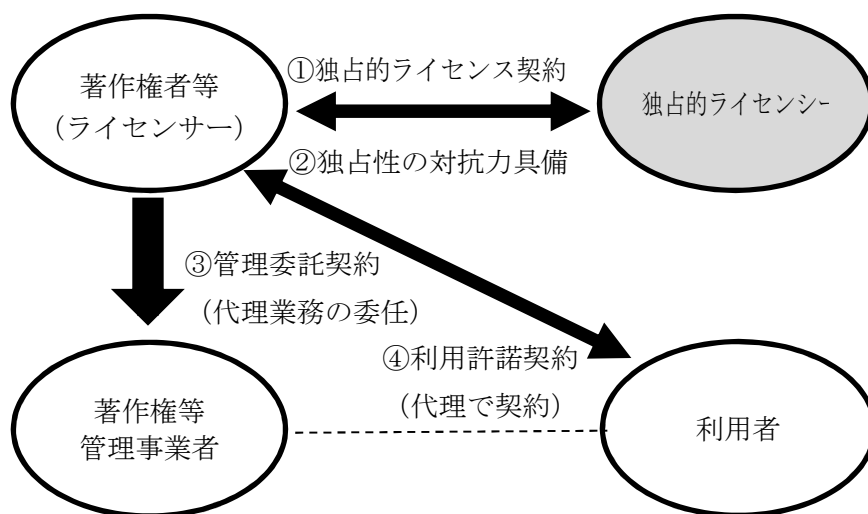 著作権者等
(ライセンサー)
①独占的ライセンス契約
独占的ライセンシー
②独占性の対抗力具備
③管理委託契約
(代理業務の委任)
④利用許諾契約
(代理で契約)
著作権等
管理事業者
利用者